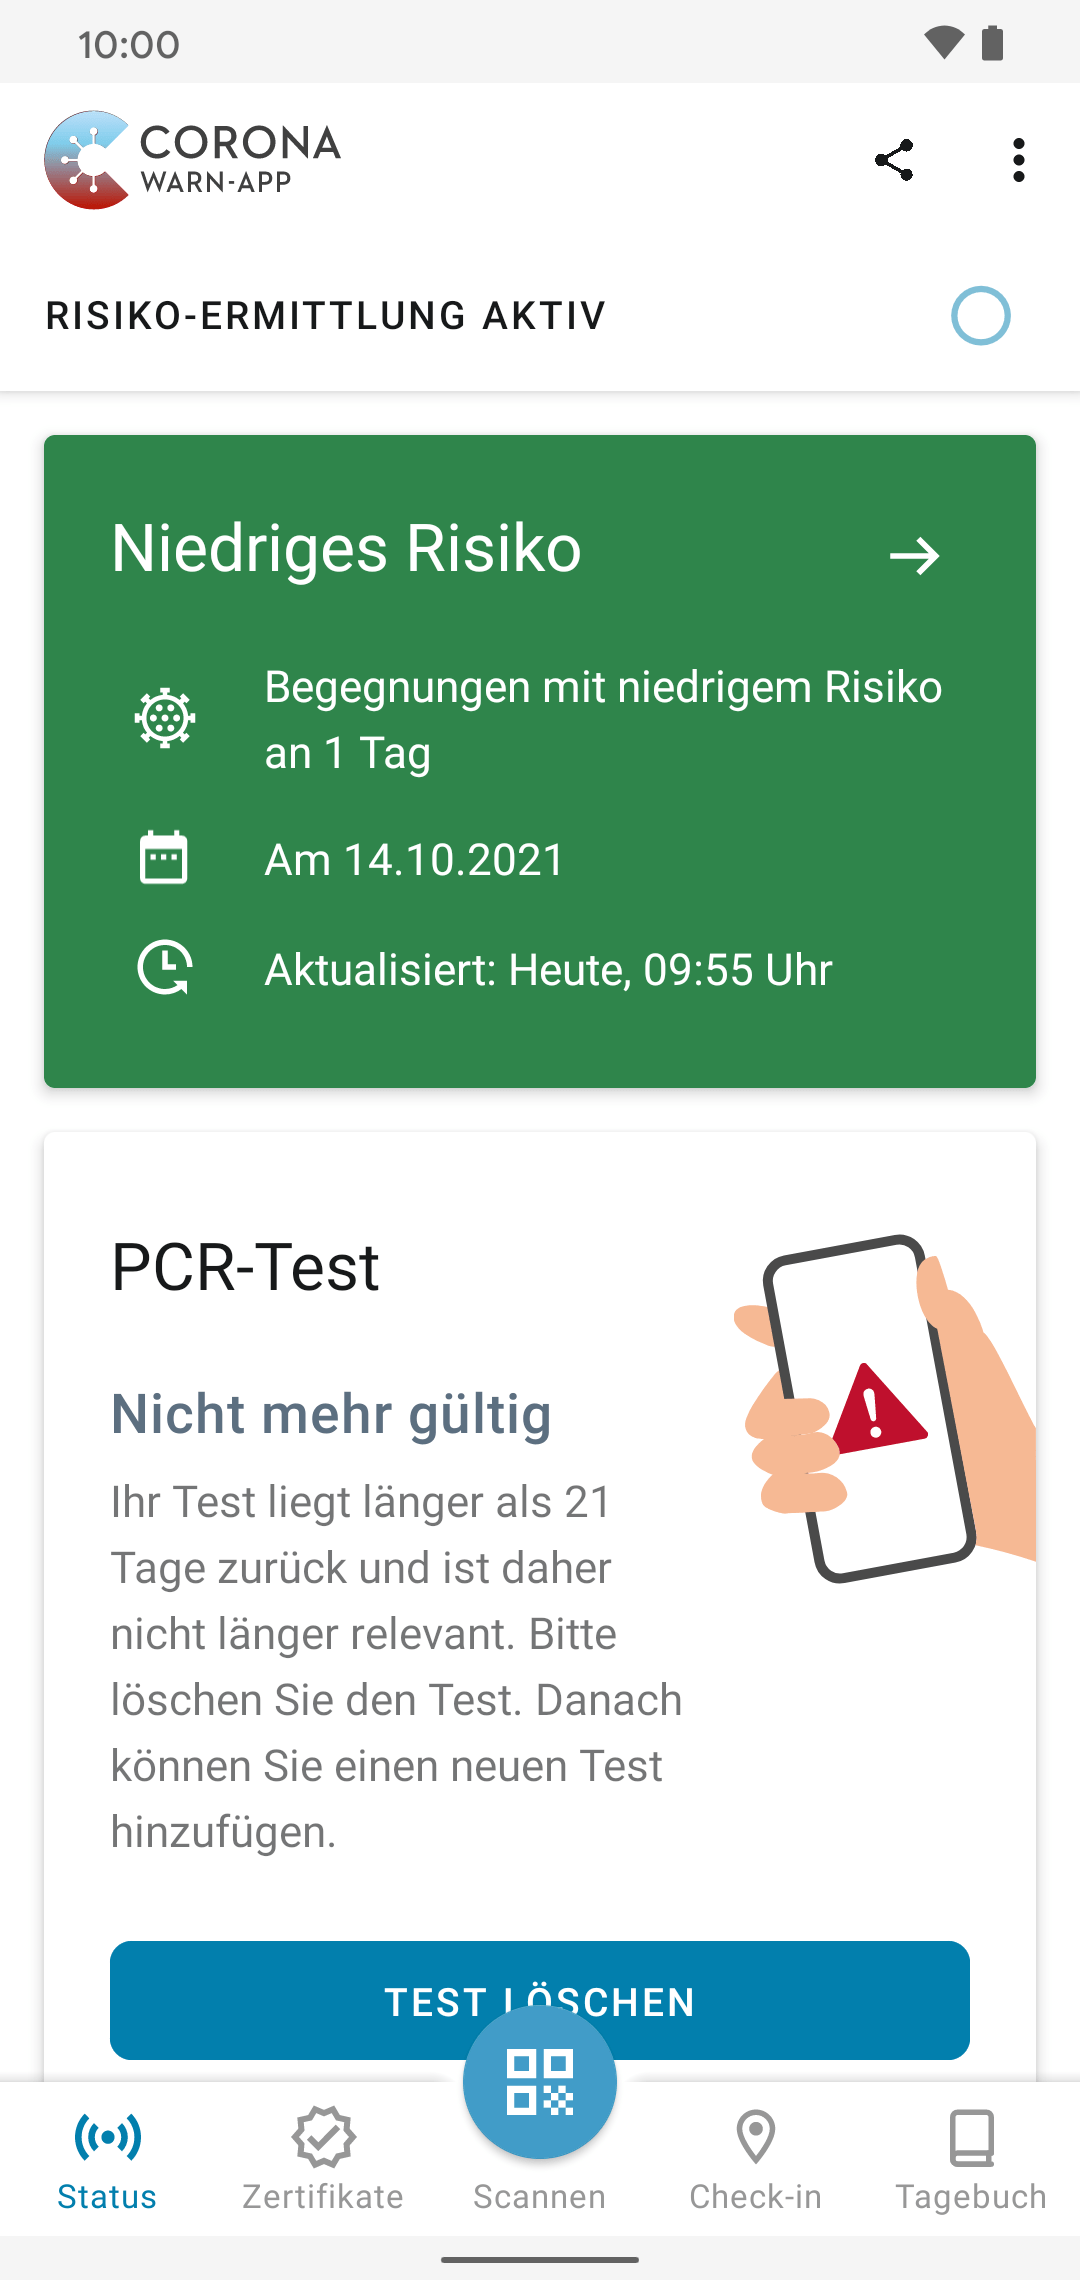 10:00
CORONA
WARN-APP
RISIKO-ERMITTLUNG AKTIV
Niedriges Risiko
Begegnungen mit niedrigem Risiko
an 1 Tag
Am 14.10.2021
Aktualisiert: Heute, 09:55 Uhr
PCR-Test
Nicht mehr gültig
Ihr Test liegt länger als 21
Tage zurück und ist daher
nicht länger relevant. Bitte
löschen Sie den Test. Danach
können Sie einen neuen Test
hinzufügen.
TEST LÖSCHEN
Status
Zertifikate
Scannen
Check-in
Tagebuch